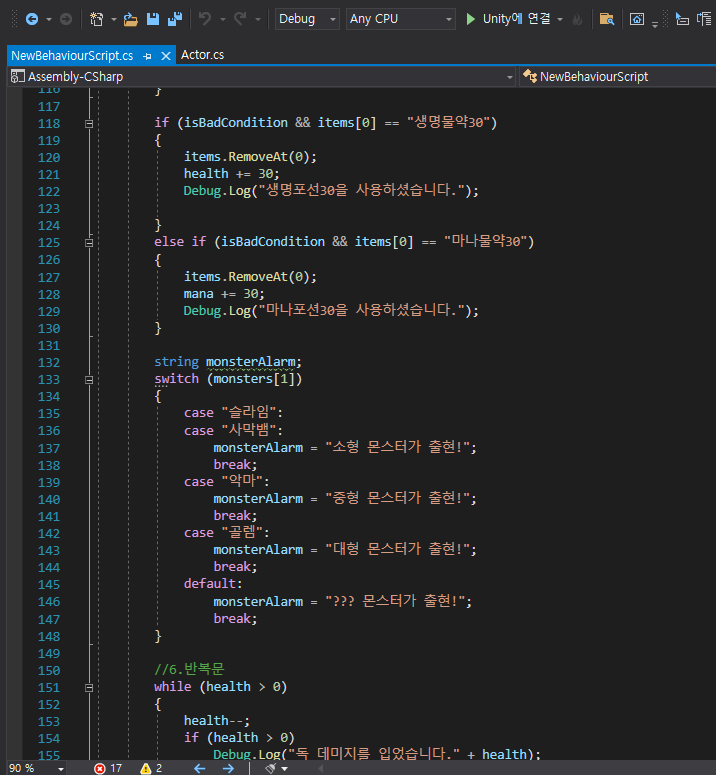 Debug Any CPU Unity에 연결
NewBehaviourScript.cs Actor.cs
Assembly-CSharp NewBehaviourScript
116 }
117
118 if (isBadCondition && items[0] == "생명물약30")
119 {
120 items.RemoveAt(0);
121 health += 30;
122 Debug.Log("생명포션30을 사용하셨습니다.");
123
124 }
125 else if (isBadCondition && items[0] == "마나물약30")
126 {
127 items.RemoveAt(0);
128 mana += 30;
129 Debug.Log("마나포션30을 사용하셨습니다.");
130 }
131
132 string monsterAlarm;
133 switch (monsters[1])
134 {
135 case "슬라임":
136 case "사막뱀":
137 monsterAlarm = "소형 몬스터가 출현!";
138 break;
139 case "악마":
140 monsterAlarm = "중형 몬스터가 출현!";
141 break;
142 case "골렘":
143 monsterAlarm = "대형 몬스터가 출현!";
144 break;
145 default:
146 monsterAlarm = "??? 몬스터가 출현!";
147 break;
148 }
149
150 //6.반복문
151 while (health > 0)
152 {
153 health--;
154 if (health > 0)
155 Debug.Log("독 데미지를 입었습니다." + health);
90 % 17 2